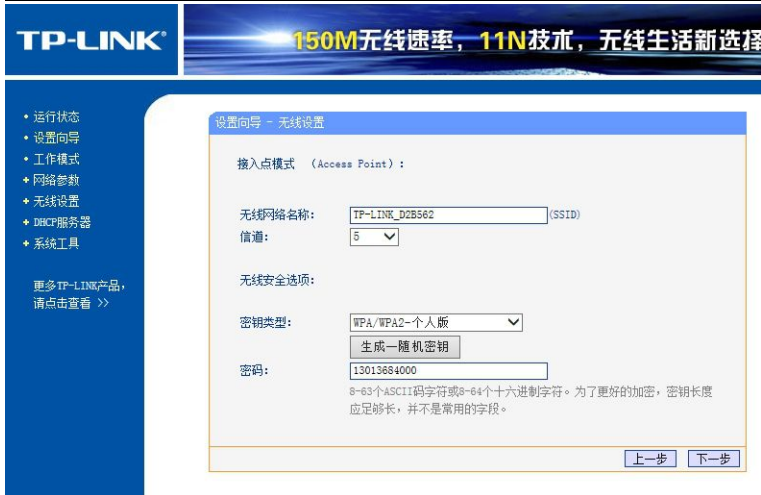 TP-LINK®
150M无线速率，11N技术，无线生活新选择
运行状态
设置向导
工作模式
网络参数
无线设置
DHCP服务器
系统工具
更多TP-LINK产品，
请点击查看 >>
设置向导 - 无线设置
接入点模式 （Access Point）：
无线网络名称： TP-LINK_D2B562 (SSID)
信道： 5
无线安全选项：
密钥类型： WPA/WPA2-个人版
生成一随机密钥
密码： 13013684000
8-63个ASCII码字符或8-64个十六进制字符。为了更好的加密，密钥长度
应足够长，并不是常用的字段。
上一步 下一步